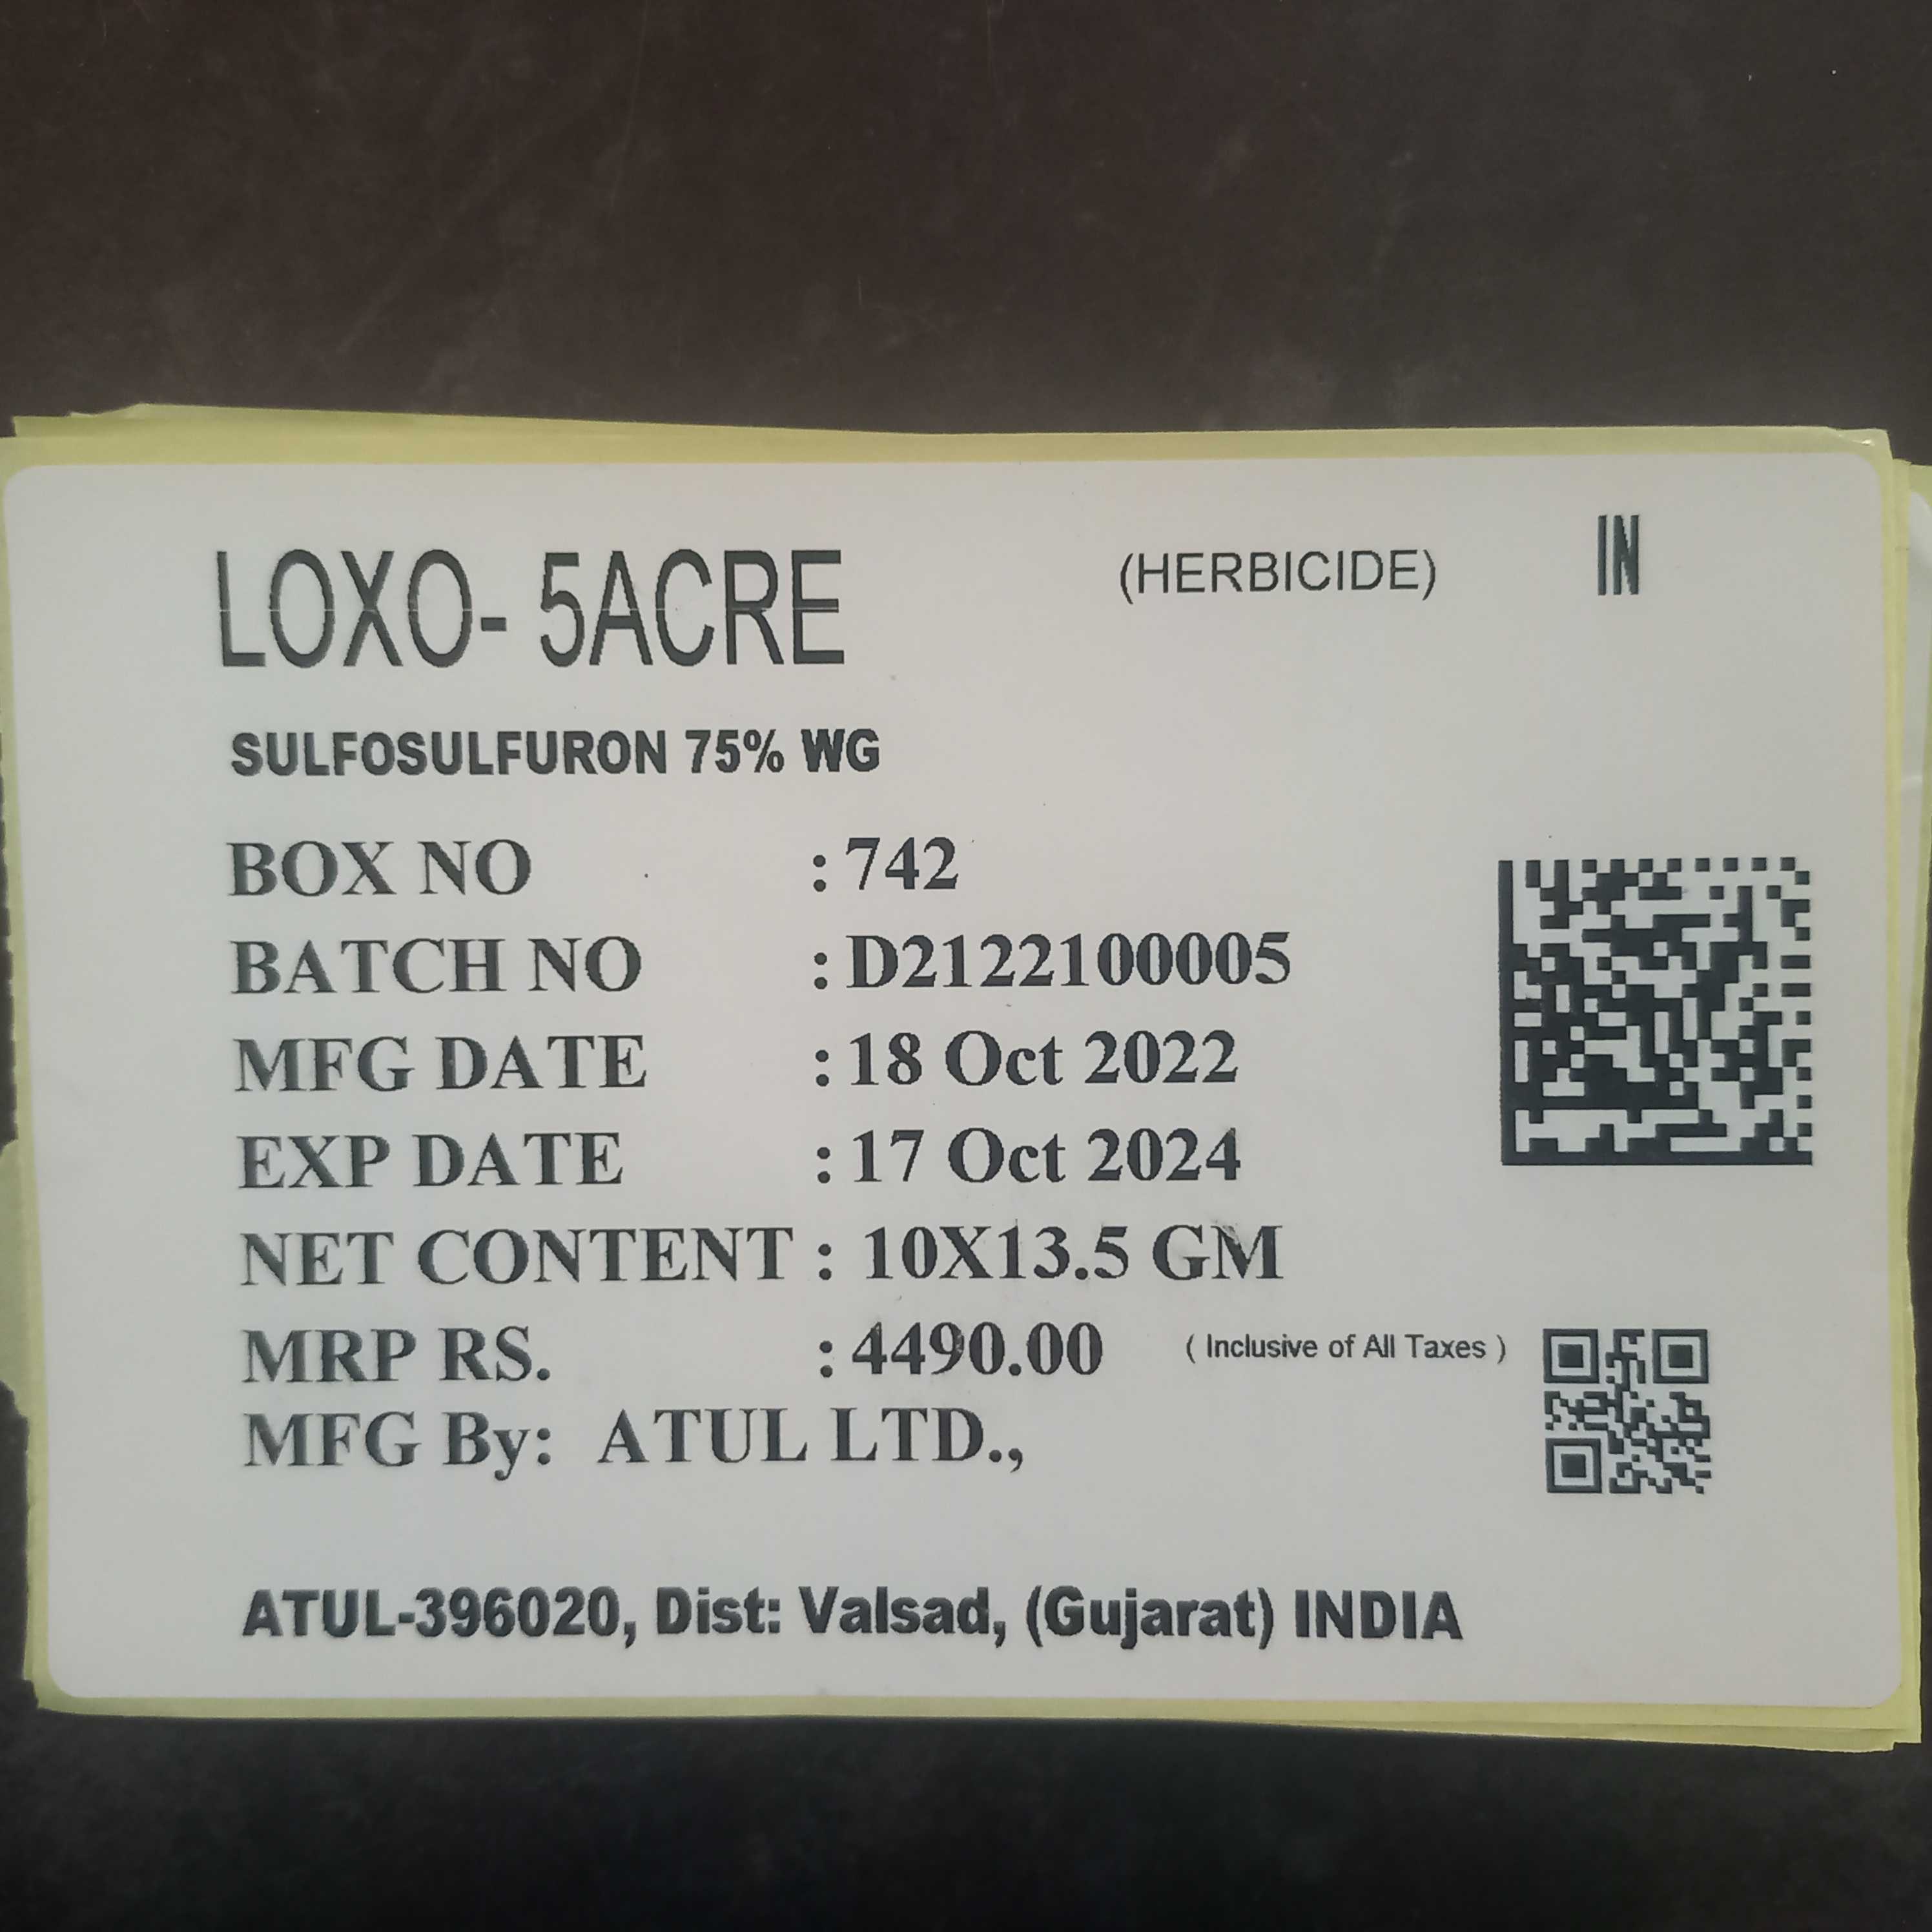 LOXO- 5ACRE (HERBICIDE) IN
SULFOSULFURON 75% WG
BOX NO : 742
BATCH NO : D2122100005
MFG DATE : 18 Oct 2022
EXP DATE : 17 Oct 2024
NET CONTENT : 10X13.5 GM
MRP RS. : 4490.00 ( Inclusive of All Taxes )
MFG By: ATUL LTD.,
ATUL-396020, Dist: Valsad, (Gujarat) INDIA